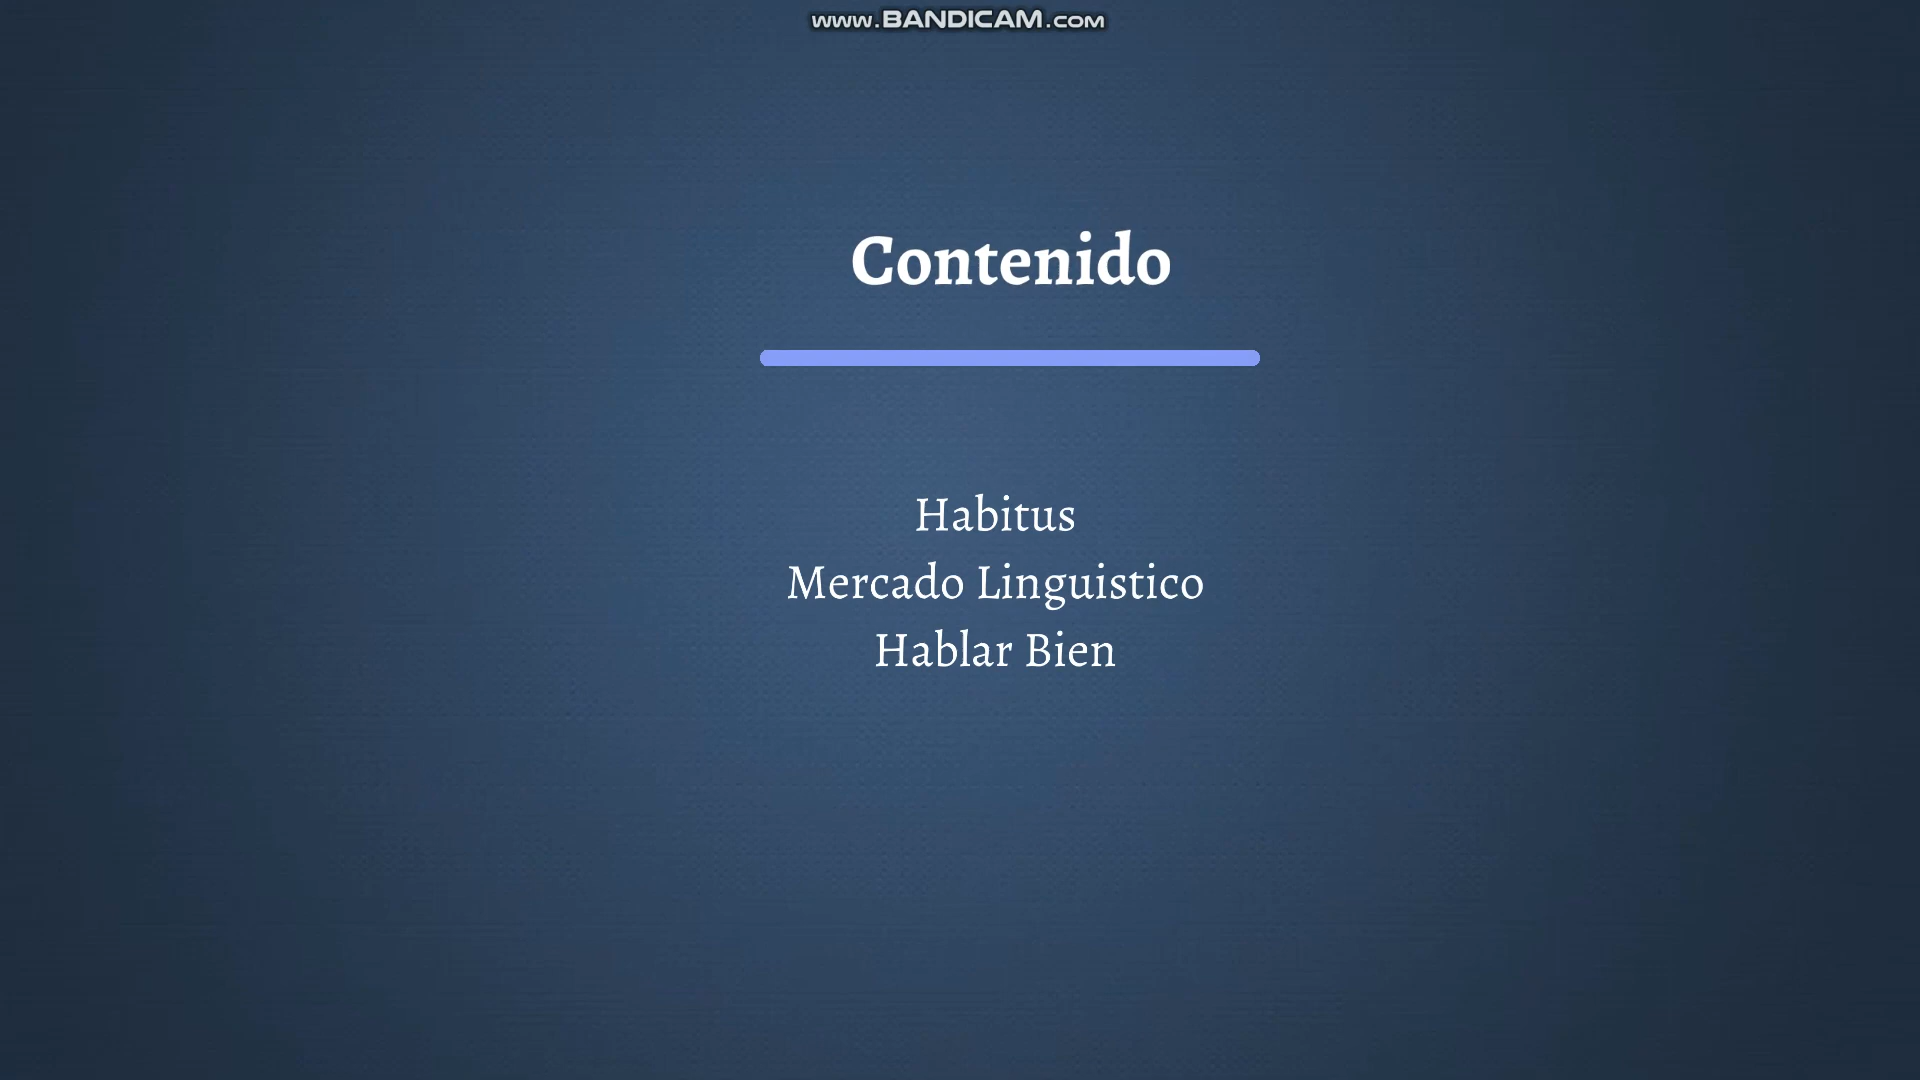 www.BANDICAM.com
Contenido
Habitus
Mercado Linguistico
Hablar Bien